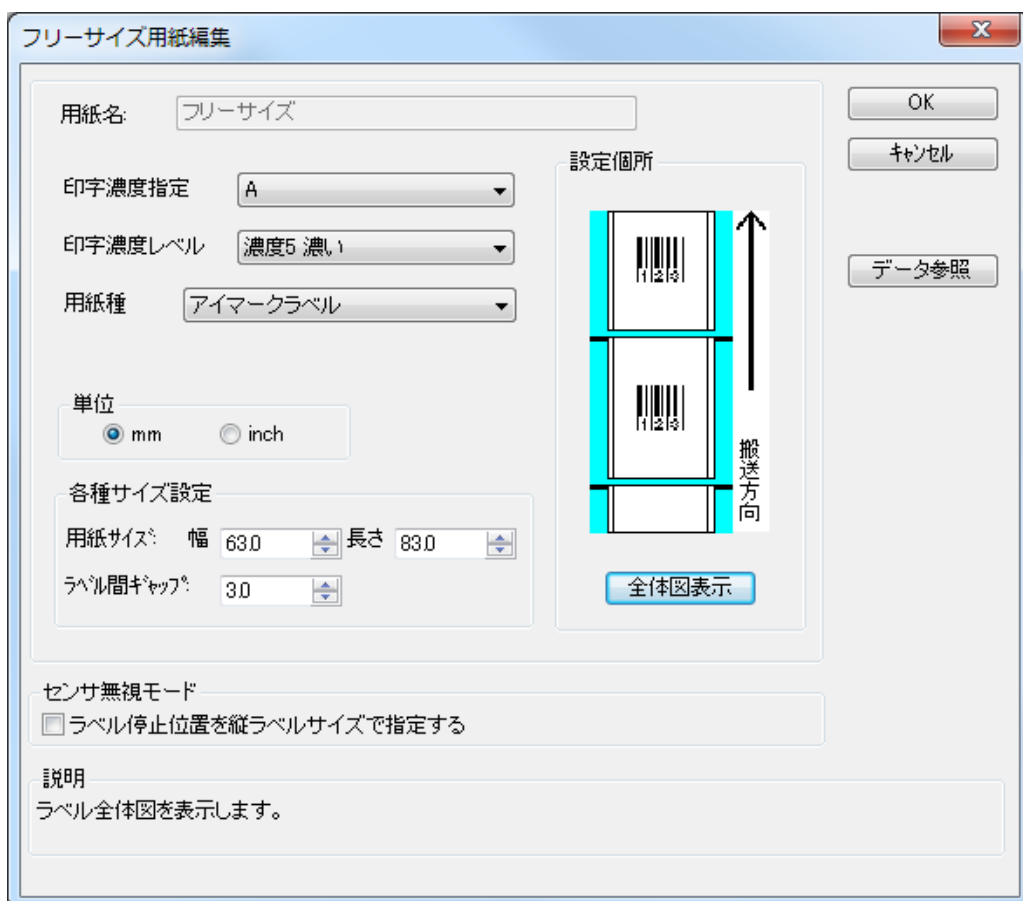 フリーサイズ用紙編集
用紙名: フリーサイズ
OK
キャンセル
データ参照
印字濃度指定 A
印字濃度レベル 濃度5 濃い
用紙種 アイマークラベル
単位
mm inch
各種サイズ設定
用紙サイズ: 幅 63.0 長さ 83.0
ラベル間ギャップ: 3.0
設定個所
123
123
搬送方向
全体図表示
センサ無視モード
ラベル停止位置を縦ラベルサイズで指定する
説明
ラベル全体図を表示します。